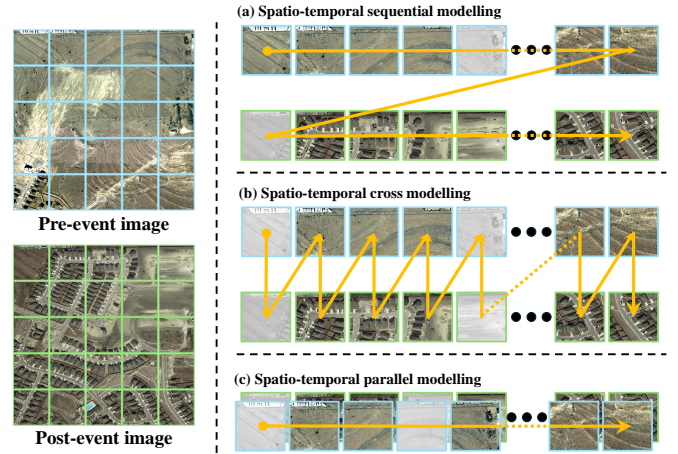 (a) Spatio-temporal sequential modelling
Pre-event image
(b) Spatio-temporal cross modelling
Post-event image
(c) Spatio-temporal parallel modelling